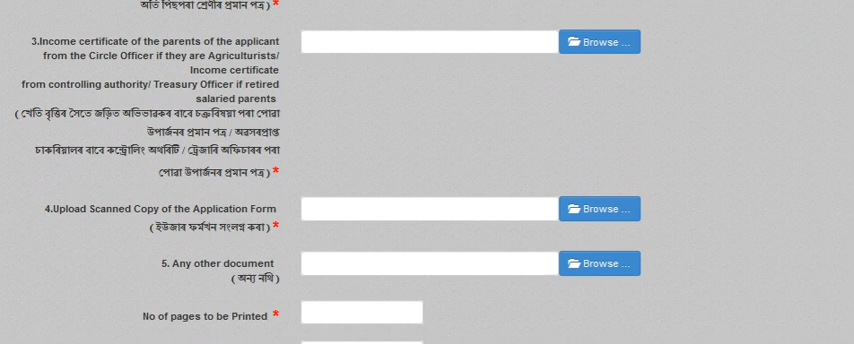 অতি পিছপৰা শ্ৰেণীৰ প্ৰমান পত্ৰ ) *
3.Income certificate of the parents of the applicant
from the Circle Officer if they are Agriculturists/
Income certificate
from controlling authority/ Treasury Officer if retired
salaried parents
( খেতি বৃত্তিৰ সৈতে জড়িত অভিভাৱকৰ বাবে চক্ৰবিষয়া পৰা পোৱা
উপাৰ্জনৰ প্ৰমান পত্ৰ / অৱসৰপ্ৰাপ্ত
চাকৰিয়ালৰ বাবে কন্ট্ৰোলিং অথৰিটি / ট্ৰেজাৰি অফিচাৰৰ পৰা
পোৱা উপাৰ্জনৰ প্ৰমান পত্ৰ ) *
Browse ...
4.Upload Scanned Copy of the Application Form
( ইউজাৰ ফৰ্মখন সংলগ্ন কৰা ) *
Browse ...
5. Any other document
( অন্য নথি )
Browse ...
No of pages to be Printed *